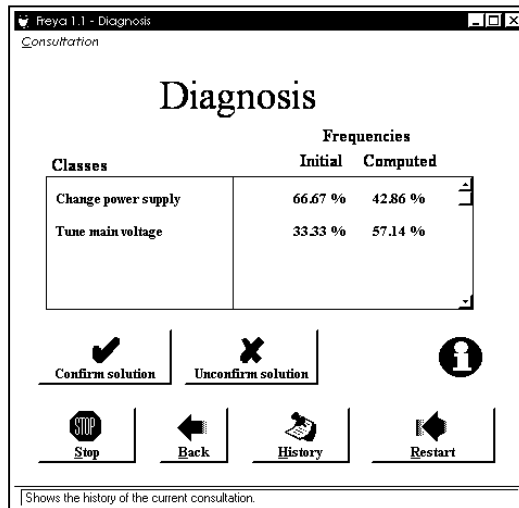 Freya 1.1 - Diagnosis
Consultation
Diagnosis
Frequencies
Classes Initial Computed
Change power supply 66.67 % 42.86 %
Tune main voltage 33.33 % 57.14 %
Confirm solution Unconfirm solution
STOP
Stop Back History Restart
Shows the history of the current consultation.